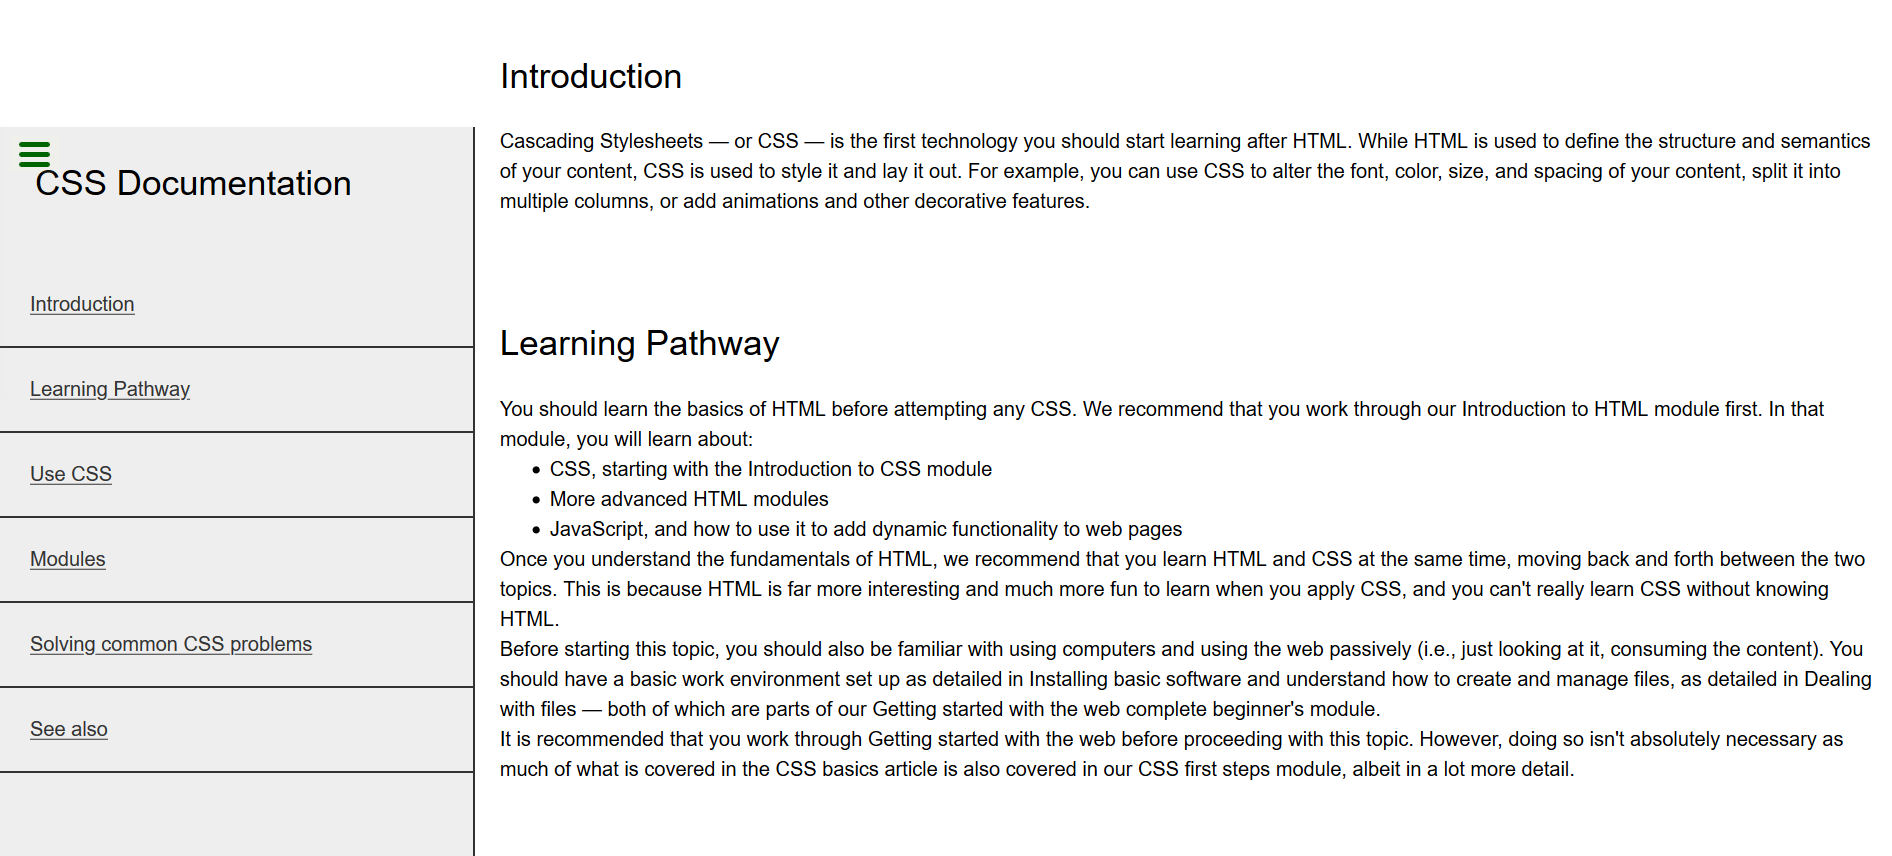 CSS Documentation
Introduction
Learning Pathway
Use CSS
Modules
Solving common CSS problems
See also
Introduction
Cascading Stylesheets — or CSS — is the first technology you should start learning after HTML. While HTML is used to define the structure and semantics
of your content, CSS is used to style it and lay it out. For example, you can use CSS to alter the font, color, size, and spacing of your content, split it into
multiple columns, or add animations and other decorative features.
Learning Pathway
You should learn the basics of HTML before attempting any CSS. We recommend that you work through our Introduction to HTML module first. In that
module, you will learn about:
• CSS, starting with the Introduction to CSS module
• More advanced HTML modules
• JavaScript, and how to use it to add dynamic functionality to web pages
Once you understand the fundamentals of HTML, we recommend that you learn HTML and CSS at the same time, moving back and forth between the two
topics. This is because HTML is far more interesting and much more fun to learn when you apply CSS, and you can't really learn CSS without knowing
HTML.
Before starting this topic, you should also be familiar with using computers and using the web passively (i.e., just looking at it, consuming the content). You
should have a basic work environment set up as detailed in Installing basic software and understand how to create and manage files, as detailed in Dealing
with files — both of which are parts of our Getting started with the web complete beginner's module.
It is recommended that you work through Getting started with the web before proceeding with this topic. However, doing so isn't absolutely necessary as
much of what is covered in the CSS basics article is also covered in our CSS first steps module, albeit in a lot more detail.